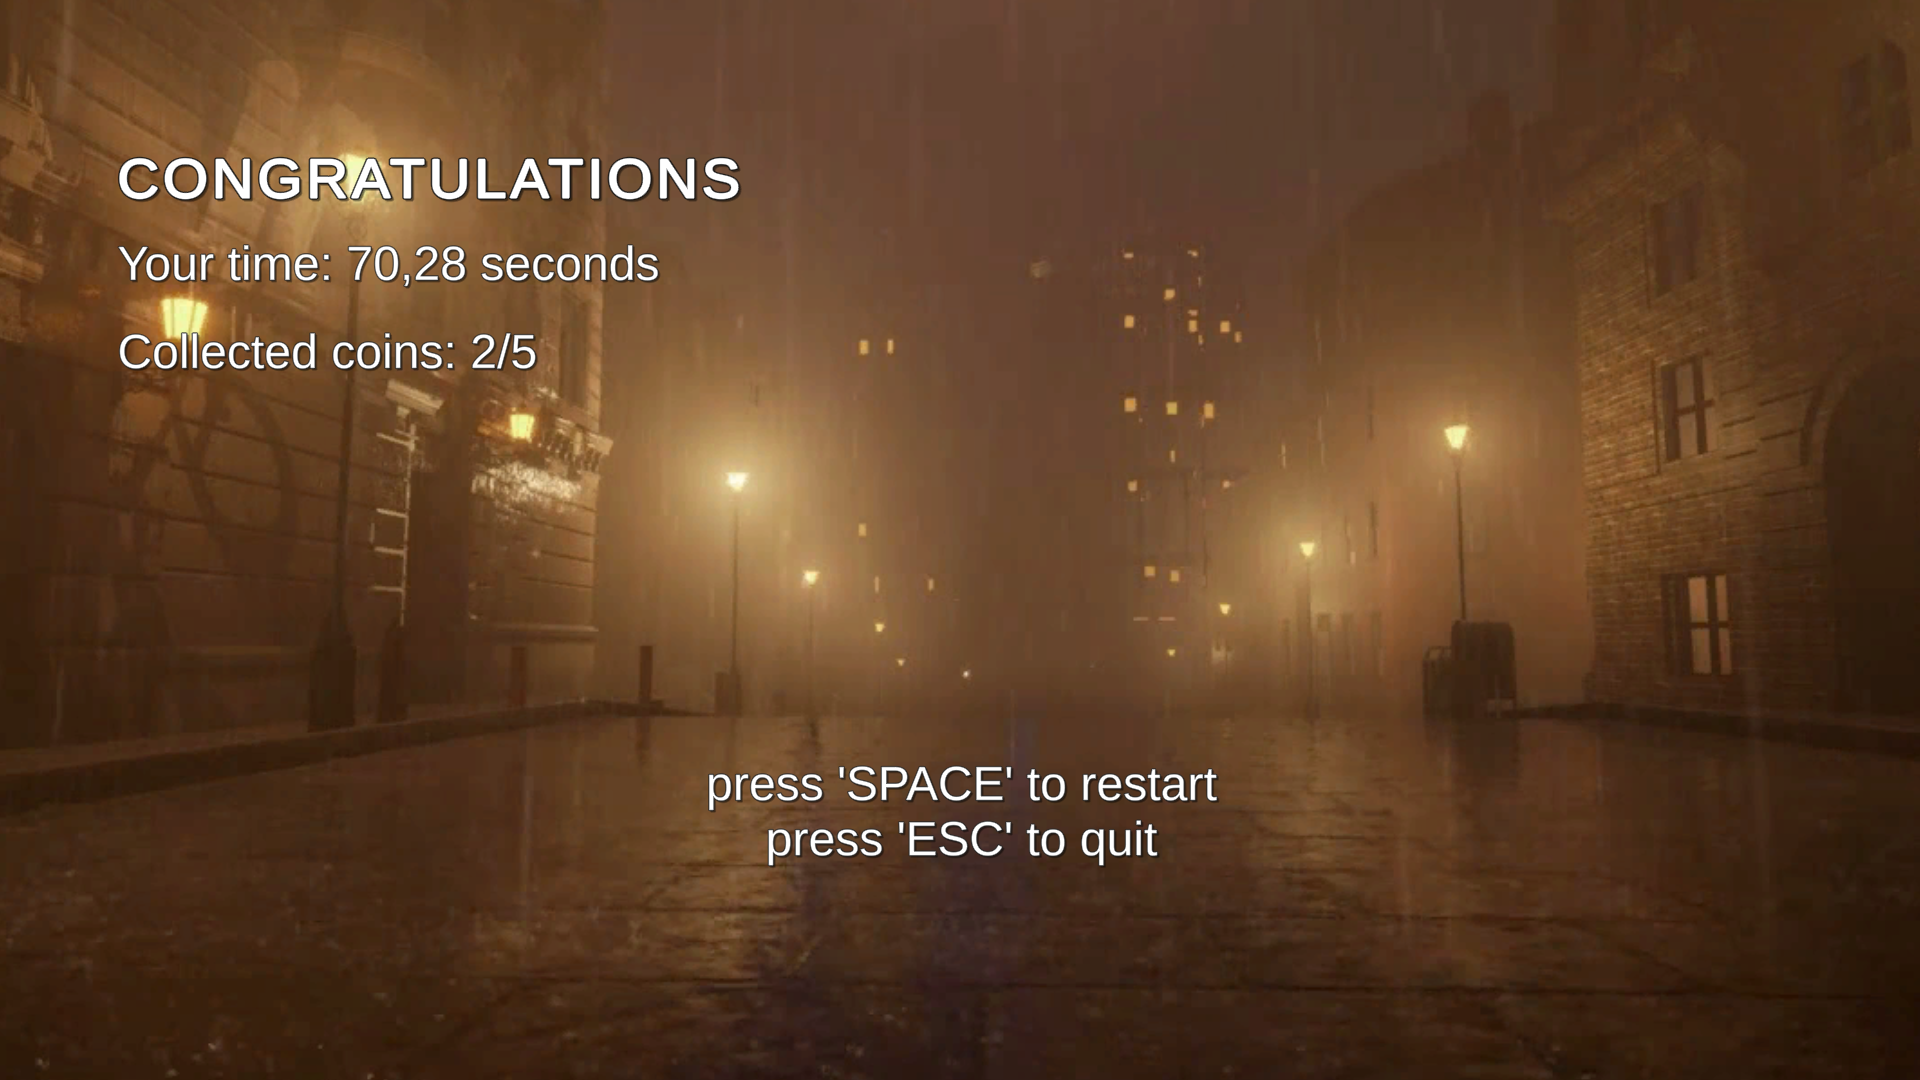 CONGRATULATIONS
Your time: 70,28 seconds
Collected coins: 2/5
press 'SPACE' to restart
press 'ESC' to quit